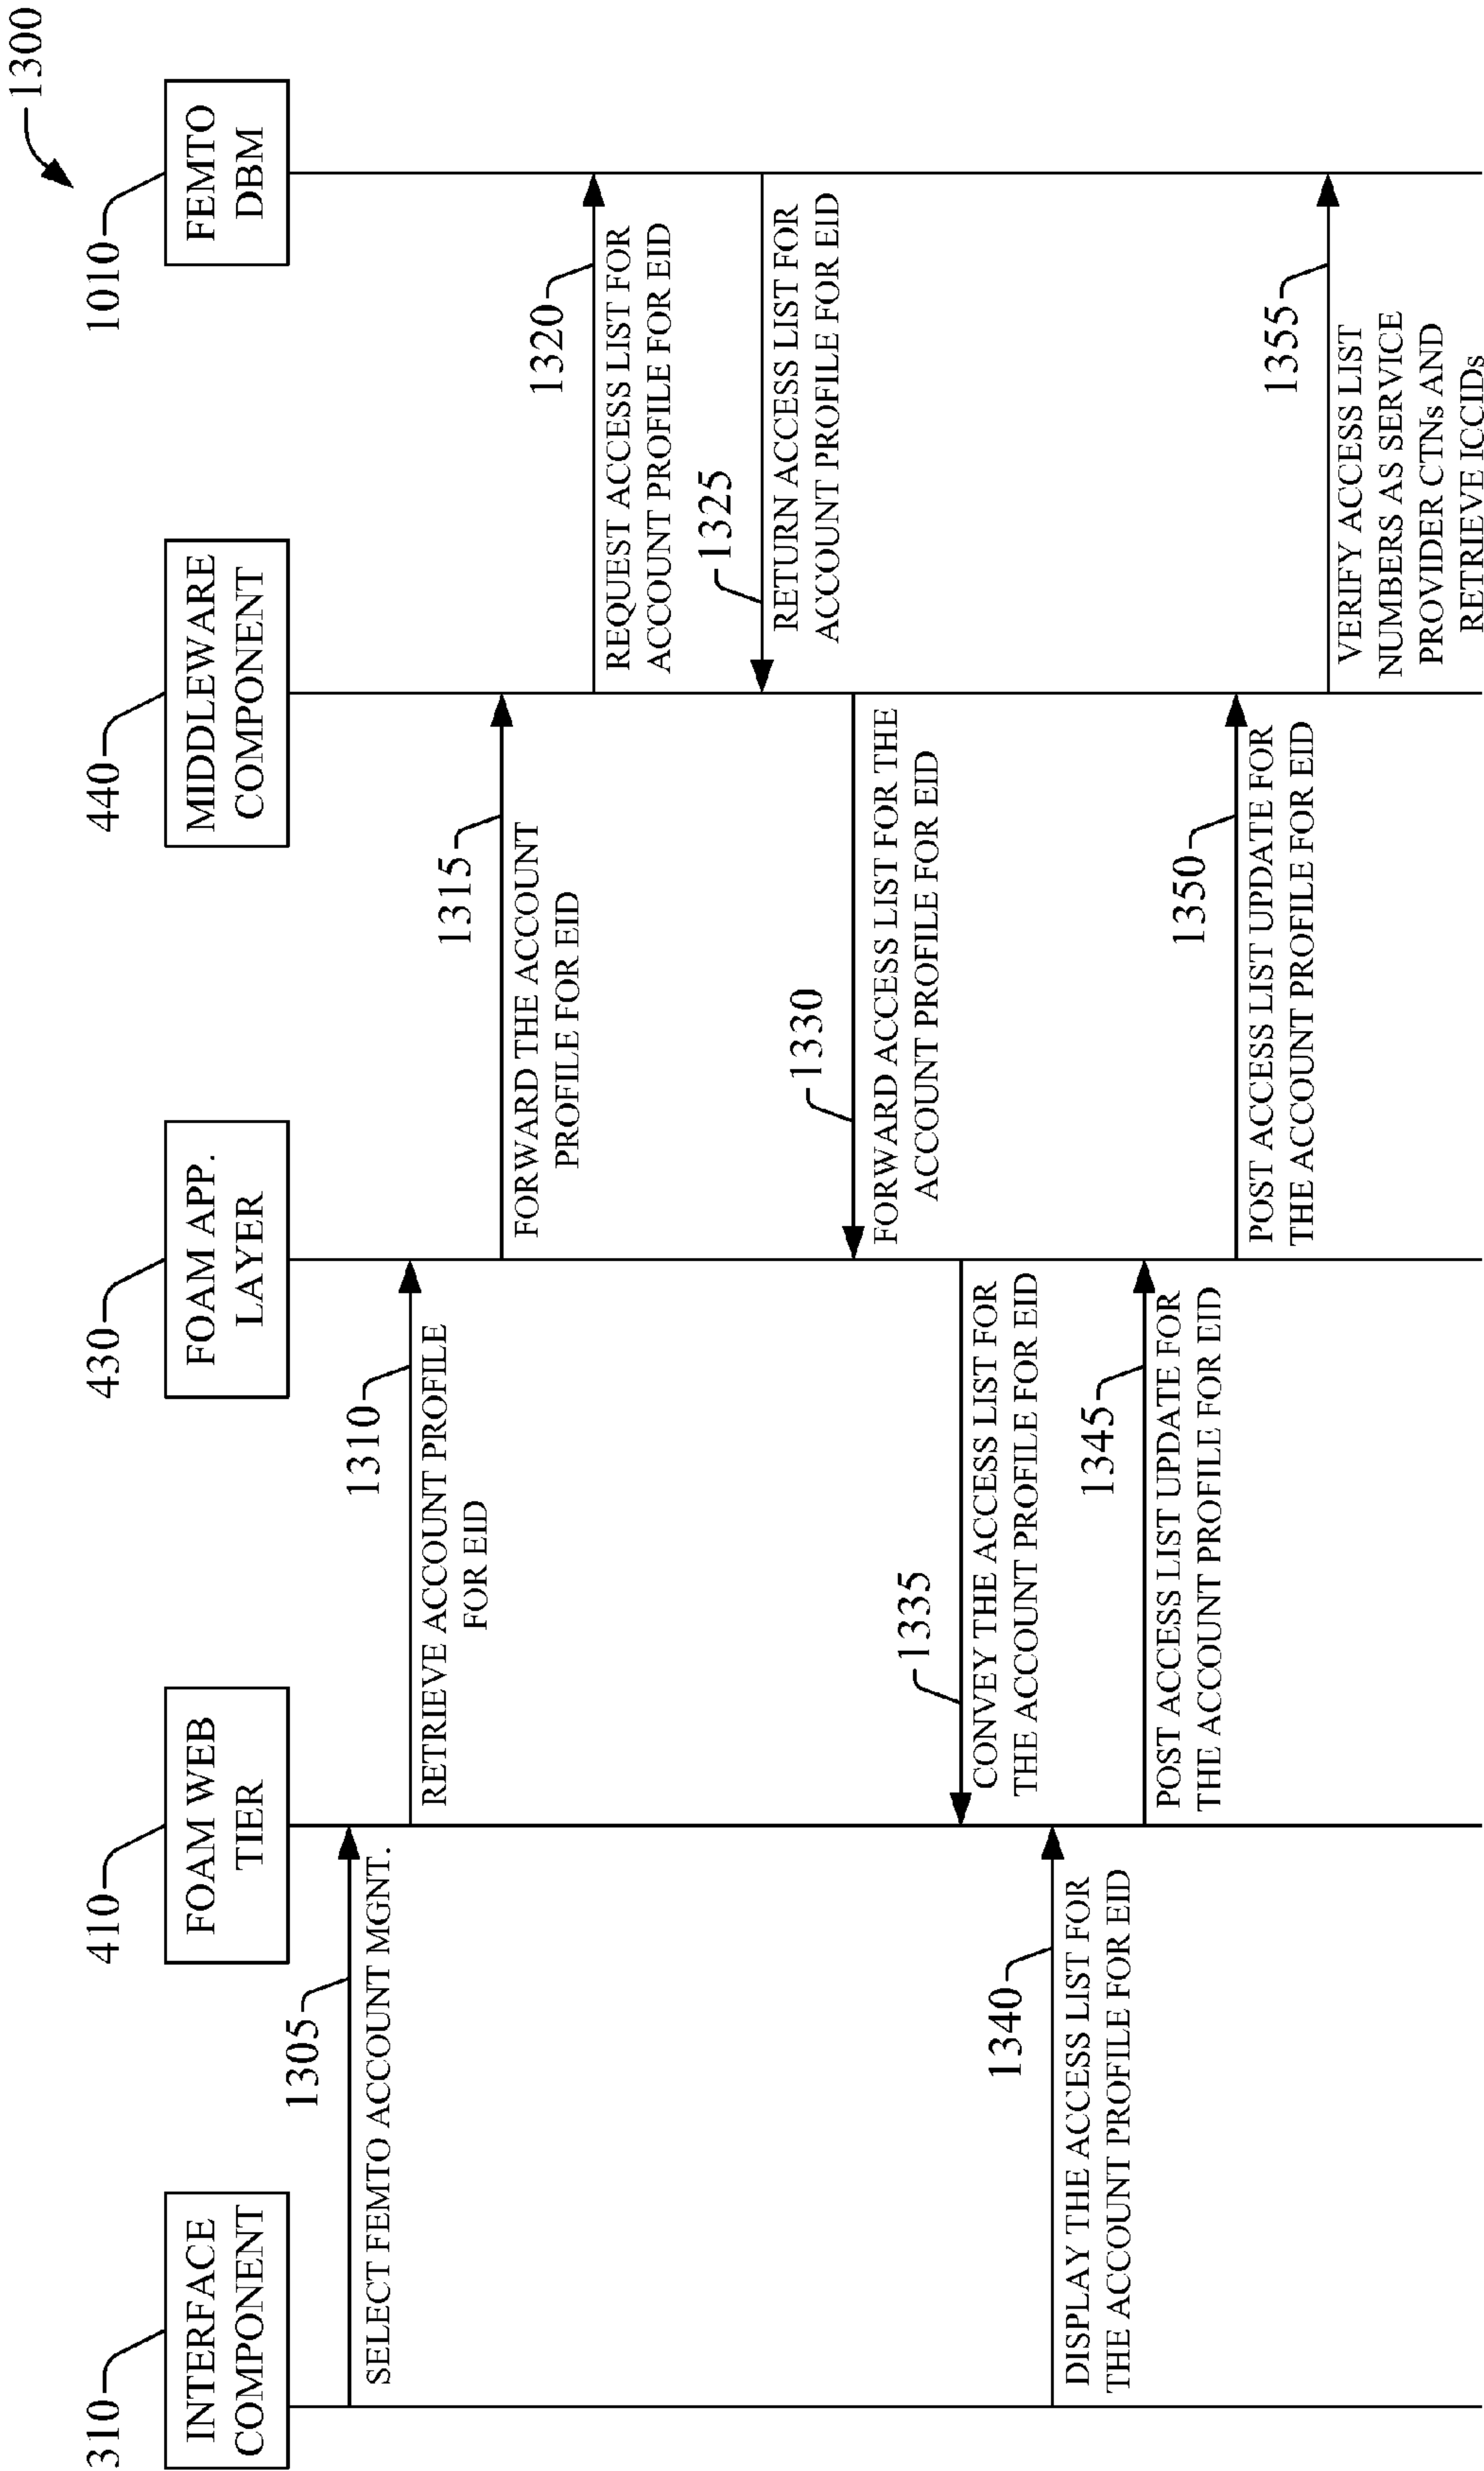 1300
310
INTERFACE
COMPONENT
410
FOAM WEB
TIER
430
FOAM APP.
LAYER
440
MIDDLEWARE
COMPONENT
1010
FEMTO
DBM
1305
SELECT FEMTO ACCOUNT MGNT.
1310
RETRIEVE ACCOUNT PROFILE
FOR EID
1315
FORWARD THE ACCOUNT
PROFILE FOR EID
1320
REQUEST ACCESS LIST FOR
ACCOUNT PROFILE FOR EID
1325
RETURN ACCESS LIST FOR
ACCOUNT PROFILE FOR EID
1330
FORWARD ACCESS LIST FOR THE
ACCOUNT PROFILE FOR EID
1335
CONVEY THE ACCESS LIST FOR
THE ACCOUNT PROFILE FOR EID
1340
DISPLAY THE ACCESS LIST FOR
THE ACCOUNT PROFILE FOR EID
1345
POST ACCESS LIST UPDATE FOR
THE ACCOUNT PROFILE FOR EID
1350
POST ACCESS LIST UPDATE FOR
THE ACCOUNT PROFILE FOR EID
1355
VERIFY ACCESS LIST
NUMBERS AS SERVICE
PROVIDER CTNs AND
RETRIEVE ICCIDs